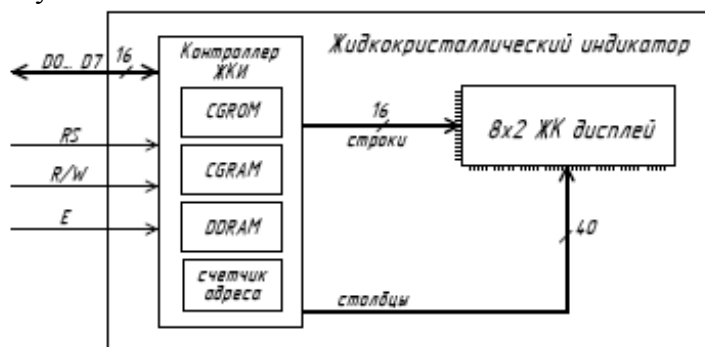 Жидкокристаллический индикатор
Контроллер
ЖКИ
D0... D7
16
CGROM
CGRAM
DDRAM
счетчик
адреса
RS
R/W
E
16
строки
8x2 ЖК дисплей
40
столбцы